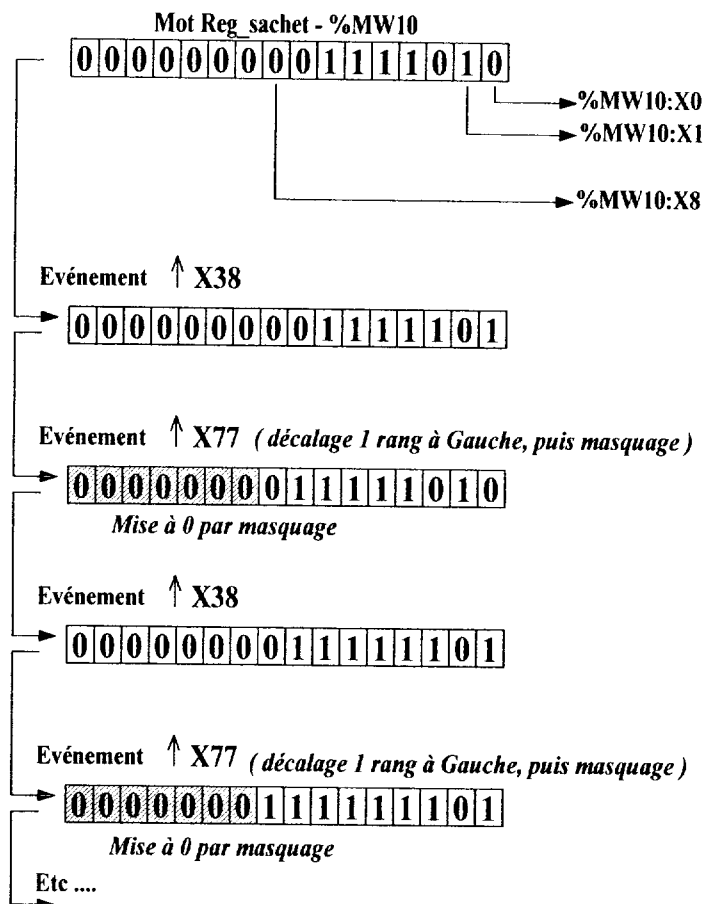 Mot Reg_sachet - %MW10
0000000001111010
%MW10:X0
%MW10:X1
%MW10:X8
Evénement ↑ X38
0000000001111101
Evénement ↑ X77 ( décalage 1 rang à Gauche, puis masquage )
0000000011111010
Mise à 0 par masquage
Evénement ↑ X38
0000000011111101
Evénement ↑ X77 ( décalage 1 rang à Gauche, puis masquage )
0000000111111101
Mise à 0 par masquage
Etc ....